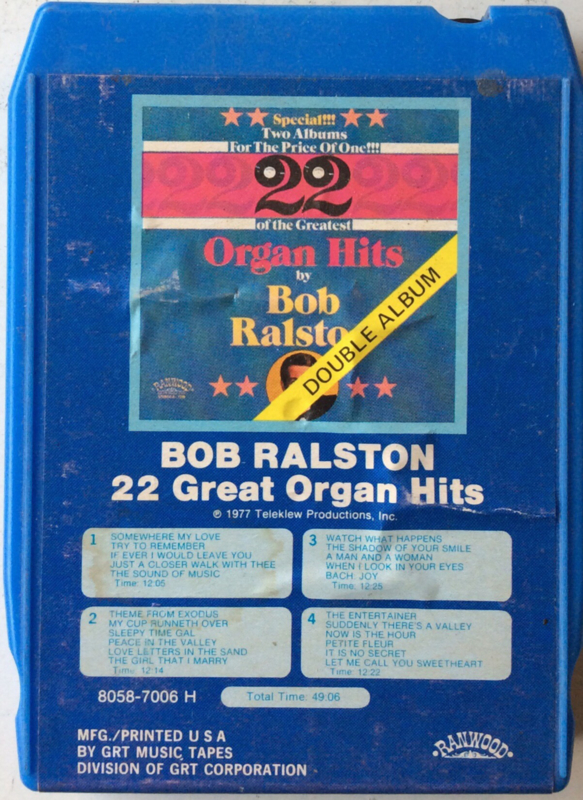 Special!!!
Two Albums
For The Price Of One!!!
22 22 22
of the Greatest
Organ Hits
by
Bob
Ralsto
DOUBLE ALBUM
RANWOOD
BOB RALSTON
22 Great Organ Hits
℗ 1977 Teleklew Productions, Inc.
1 SOMEWHERE MY LOVE
TRY TO REMEMBER
IF EVER I WOULD LEAVE YOU
JUST A CLOSER WALK WITH THEE
THE SOUND OF MUSIC
Time: 12:05
2 THEME FROM EXODUS
MY CUP RUNNETH OVER
SLEEPY TIME GAL
PEACE IN THE VALLEY
LOVE LETTERS IN THE SAND
THE GIRL THAT I MARRY
Time: 12:14
3 WATCH WHAT HAPPENS
THE SHADOW OF YOUR SMILE
A MAN AND A WOMAN
WHEN I LOOK IN YOUR EYES
BACH: JOY
Time: 12:25
4 THE ENTERTAINER
SUDDENLY THERE'S A VALLEY
NOW IS THE HOUR
PETITE FLEUR
IT IS NO SECRET
LET ME CALL YOU SWEETHEART
Time: 12:22
8058-7006 H
Total Time: 49:06
MFG./PRINTED U S A
BY GRT MUSIC TAPES
DIVISION OF GRT CORPORATION
RANWOOD